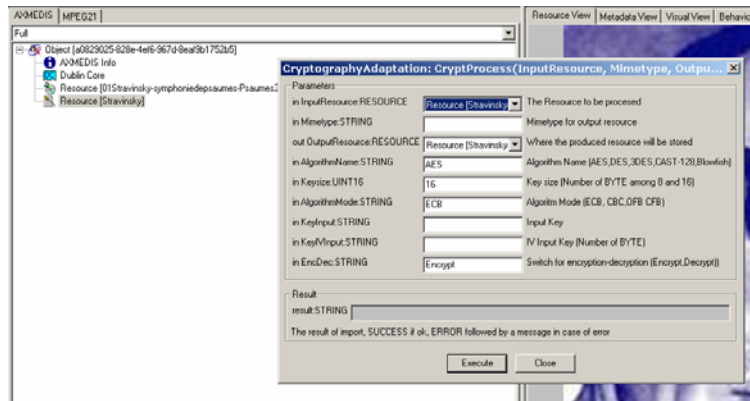 AXMEDIS MPEG21
Resource View Metadata View Visual View Behavio
Full
Object [a0829025-828e-4ef6-967d-8eaf9b1752b5]
AXMEDIS Info
Dublin Core
Resource [01Stravinsky-symphoniedepsaumes-Psaumes3
Resource [Stravinsky]
CryptographyAdaptation: CryptProcess(InputResource, Mimetype, Outpu...
Parameters
in InputResource:RESOURCE Resource [Stravinsky The Resource to be procesed
in Mimetype:STRING Mimetype for output resource
out OutputResource:RESOURCE Resource [Stravinsky Where the produced resource will be stored
in AlgorithmName:STRING AES Algorithm Name (AES,DES,3DES,CAST-128,Blowfish)
in Keysize:UINT16 16 Key size (Number of BYTE among 8 and 16)
in AlgorithmMode:STRING ECB Algoritm Mode (ECB, CBC,OFB CFB)
in KeyInput:STRING Input Key
in KeyIVInput:STRING IV Input Key (Number of BYTE)
in EncDec:STRING Encrypt Switch for encryption-decryption (Encrypt,Decrypt))
Result
result:STRING
The result of import, SUCCESS if ok, ERROR followed by a message in case of error
Execute Close